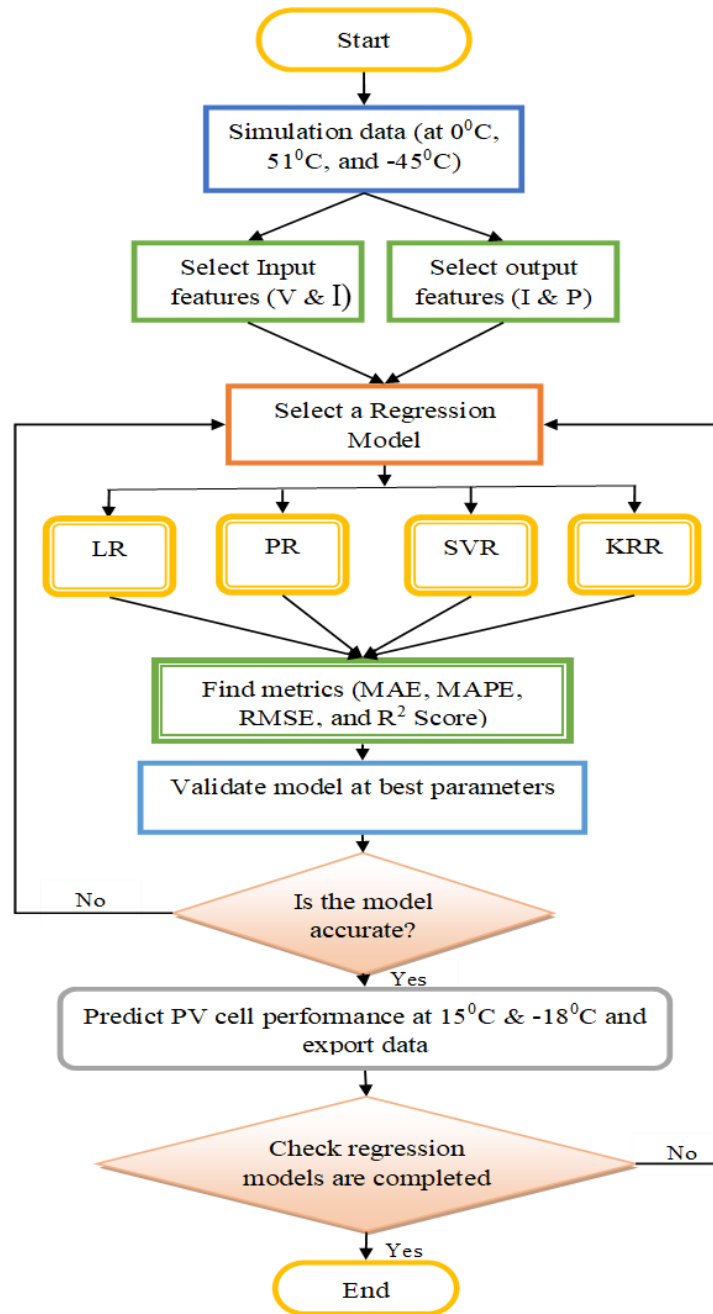 Start
Simulation data (at 0⁰C,
51⁰C, and -45⁰C)
Select Input
features (V & I)
Select output
features (I & P)
Select a Regression
Model
LR
PR
SVR
KRR
Find metrics (MAE, MAPE,
RMSE, and R² Score)
Validate model at best parameters
No
Is the model
accurate?
Yes
Predict PV cell performance at 15⁰C & -18⁰C and
export data
Check regression
models are completed
No
Yes
End